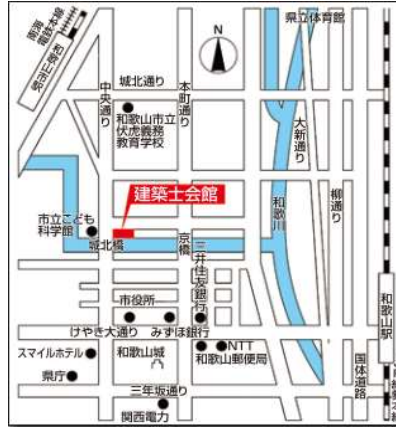 県立体育館
南海電鉄本線
和歌山市駅
N
城北通り
中央通り
本町通り
和歌山市立
伏虎義務
教育学校
大新通り
柳通り
建築士会館
和歌川
市立こども
科学館
城北橋
京橋
三井住友銀行
市役所
けやき大通り
みずほ銀行
和歌山駅
スマイルホテル
和歌山城
NTT
和歌山郵便局
県庁
三年坂通り
国体道路
関西電力